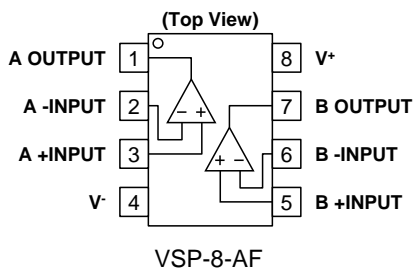 (Top View)
A OUTPUT 1 8 V+
A -INPUT 2 7 B OUTPUT
A +INPUT 3 6 B -INPUT
V- 4 5 B +INPUT
− + + −
VSP-8-AF